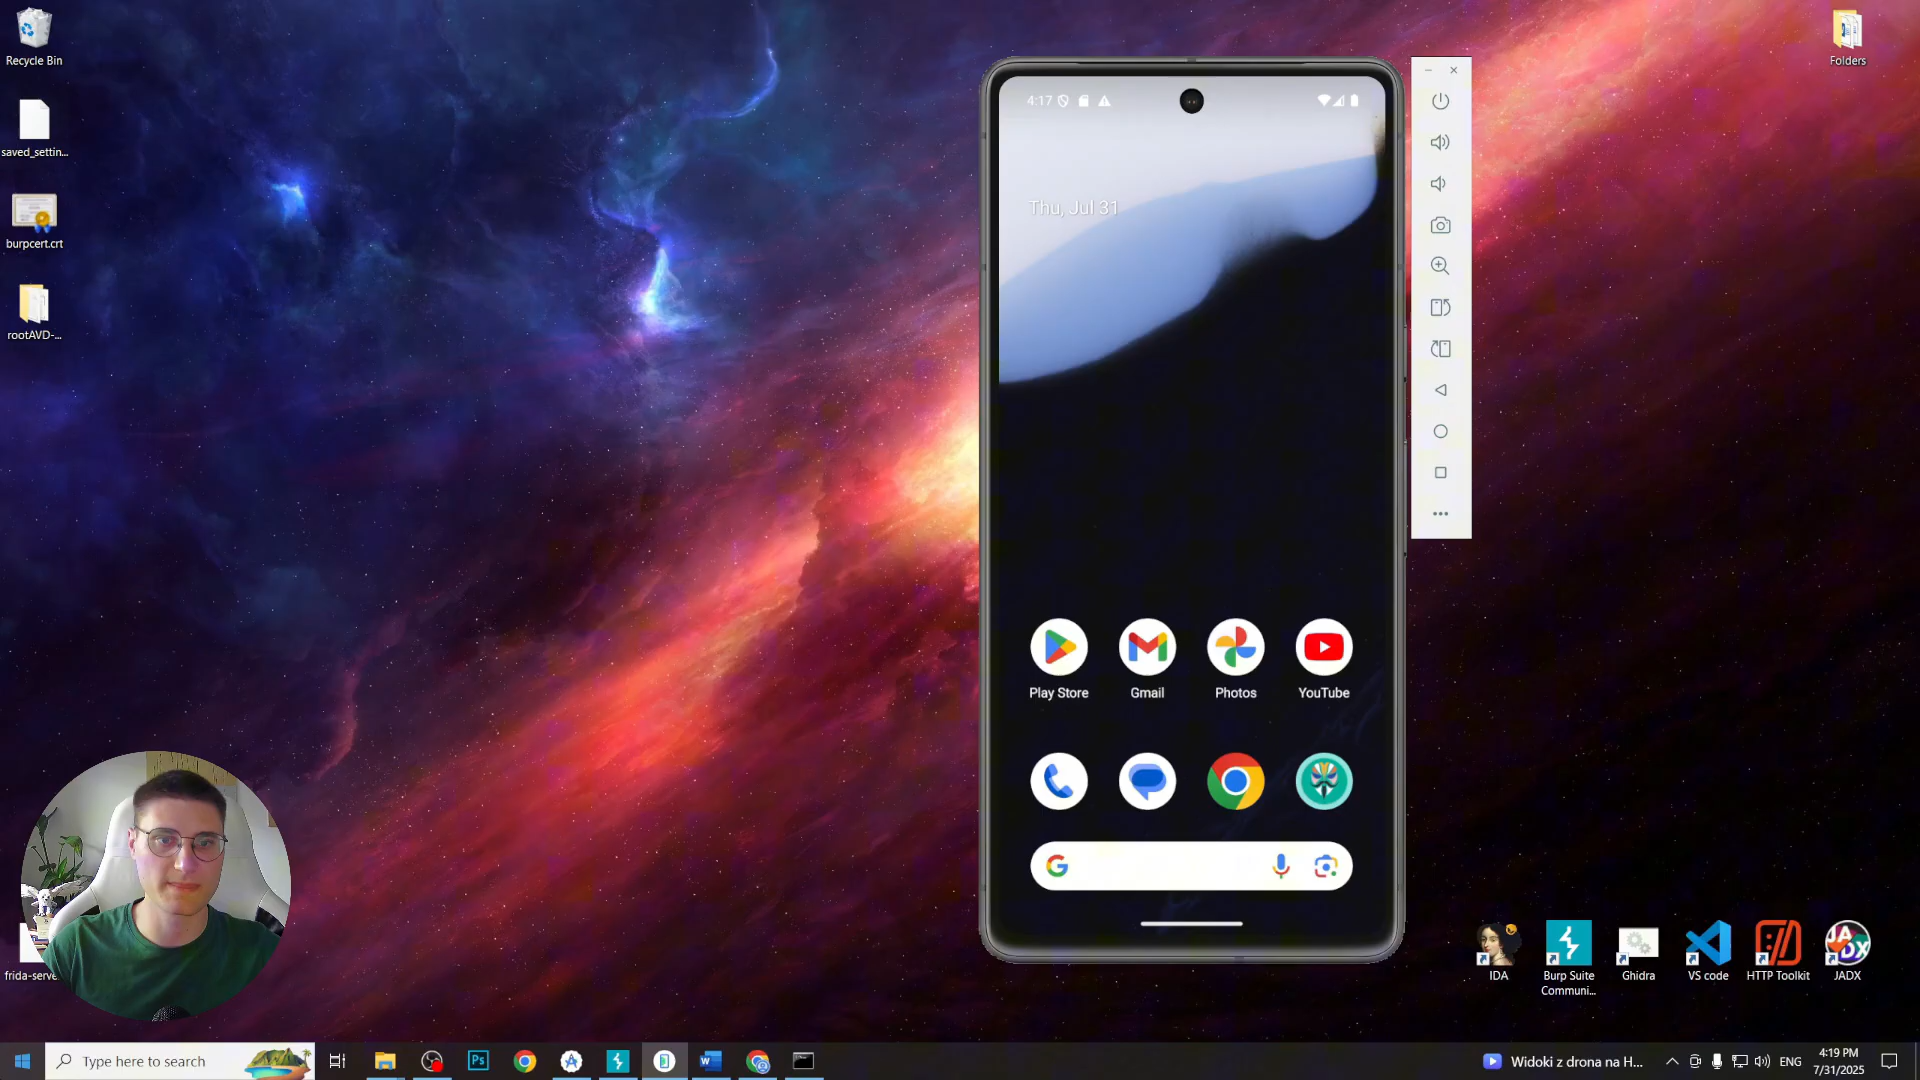 Recycle Bin
saved_settin...
burpcert.crt
rootAVD-...
frida-serve
Folders
4:17
Thu, Jul 31
Play Store
Gmail
Photos
YouTube
IDA
Burp Suite Communi...
Ghidra
VS code
HTTP Toolkit
JADX
Type here to search
Widoki z drona na H...
ENG
4:19 PM
7/31/2025